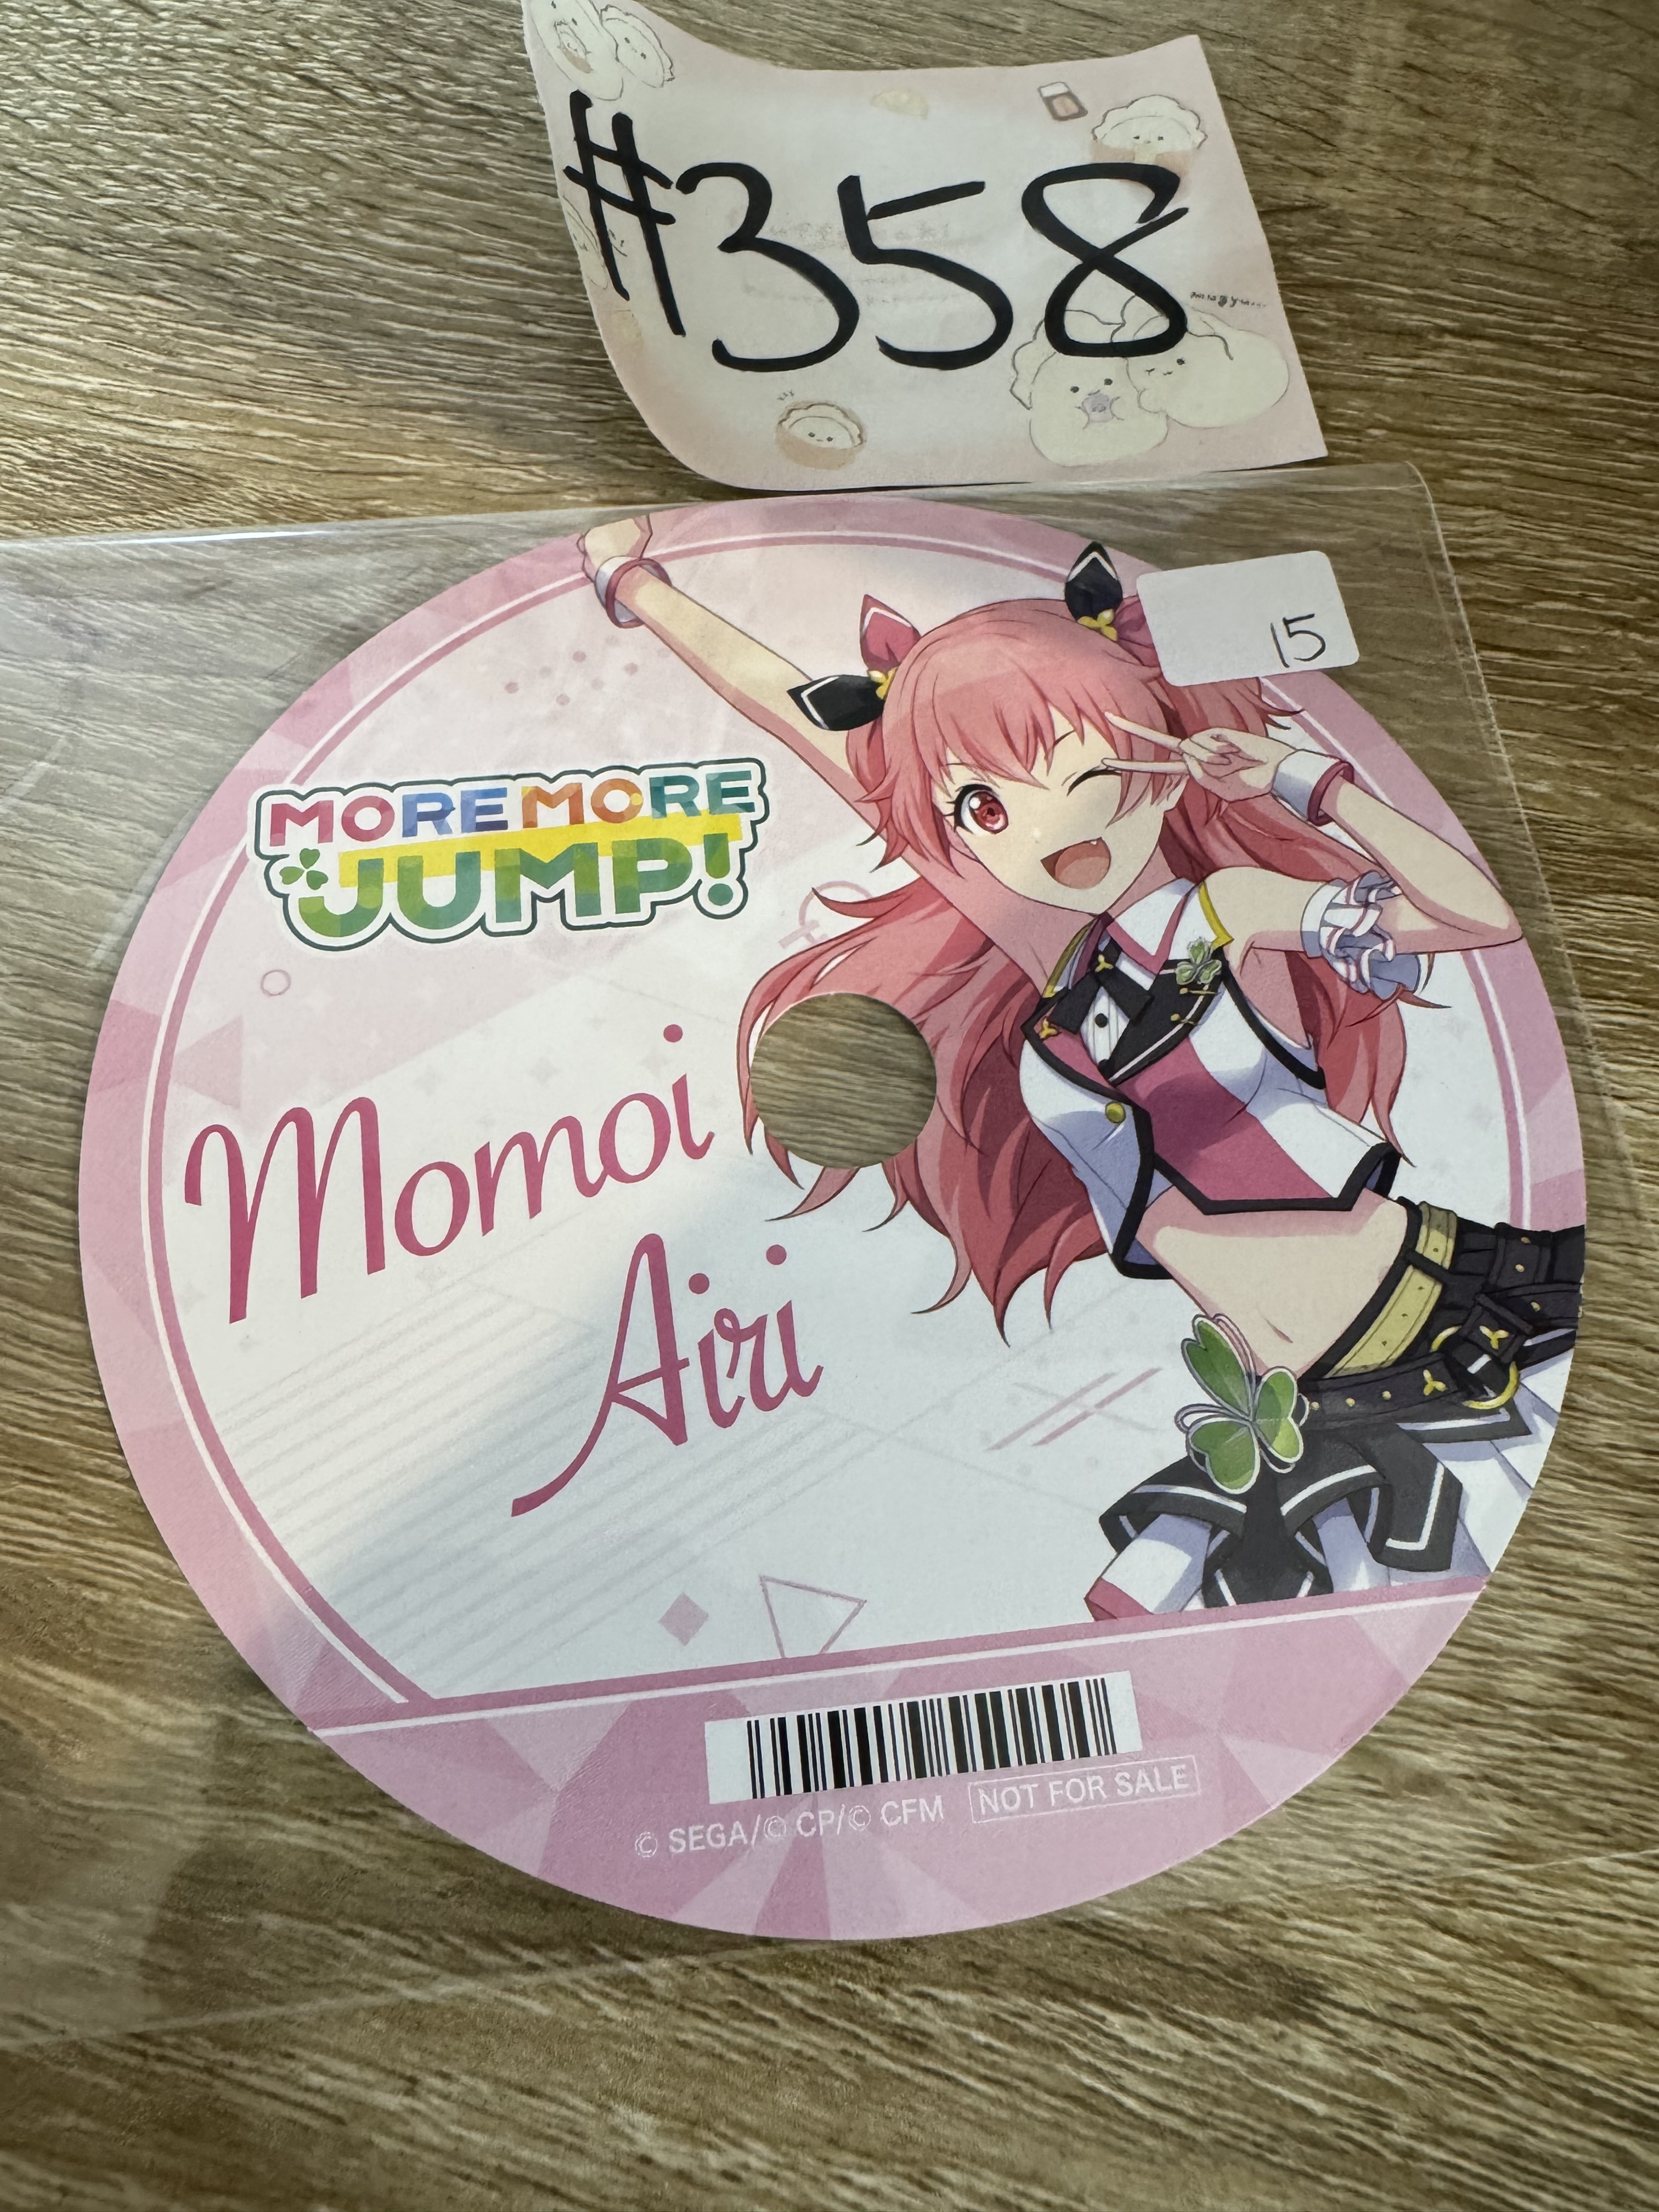 #358
15
MORE MORE
JUMP!
Momoi
Airi
© SEGA/© CP/© CFM NOT FOR SALE